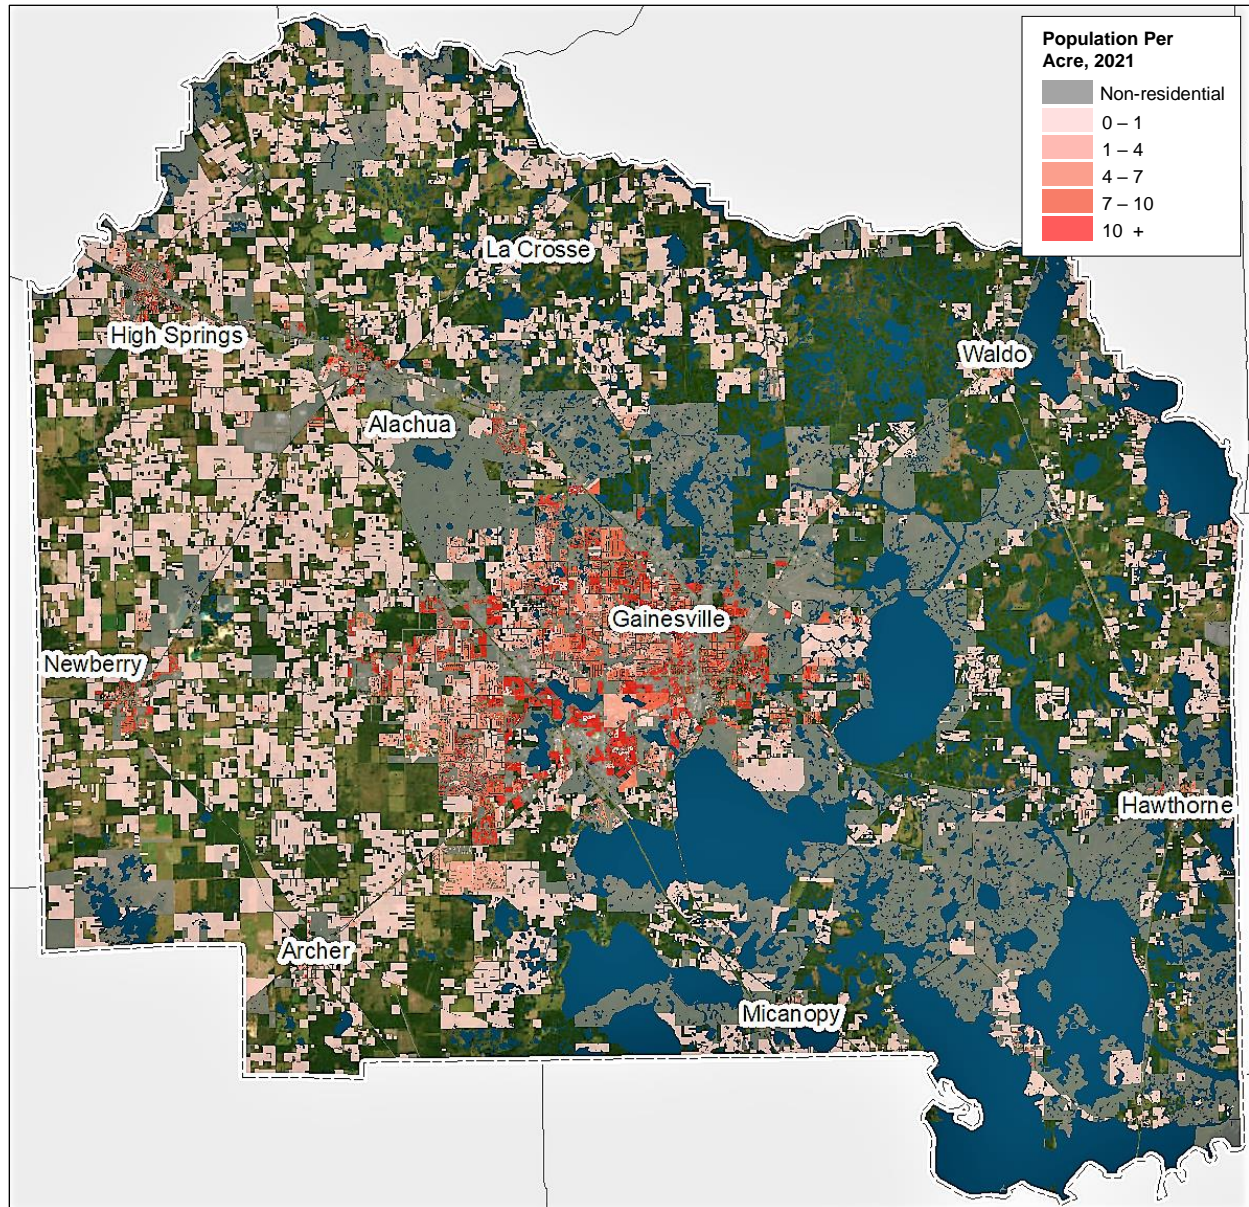 Population Per
Acre, 2021
Non-residential
0 – 1
1 – 4
4 – 7
7 – 10
10 +
La Crosse
High Springs
Waldo
Alachua
Gainesville
Newberry
Hawthorne
Archer
Micanopy